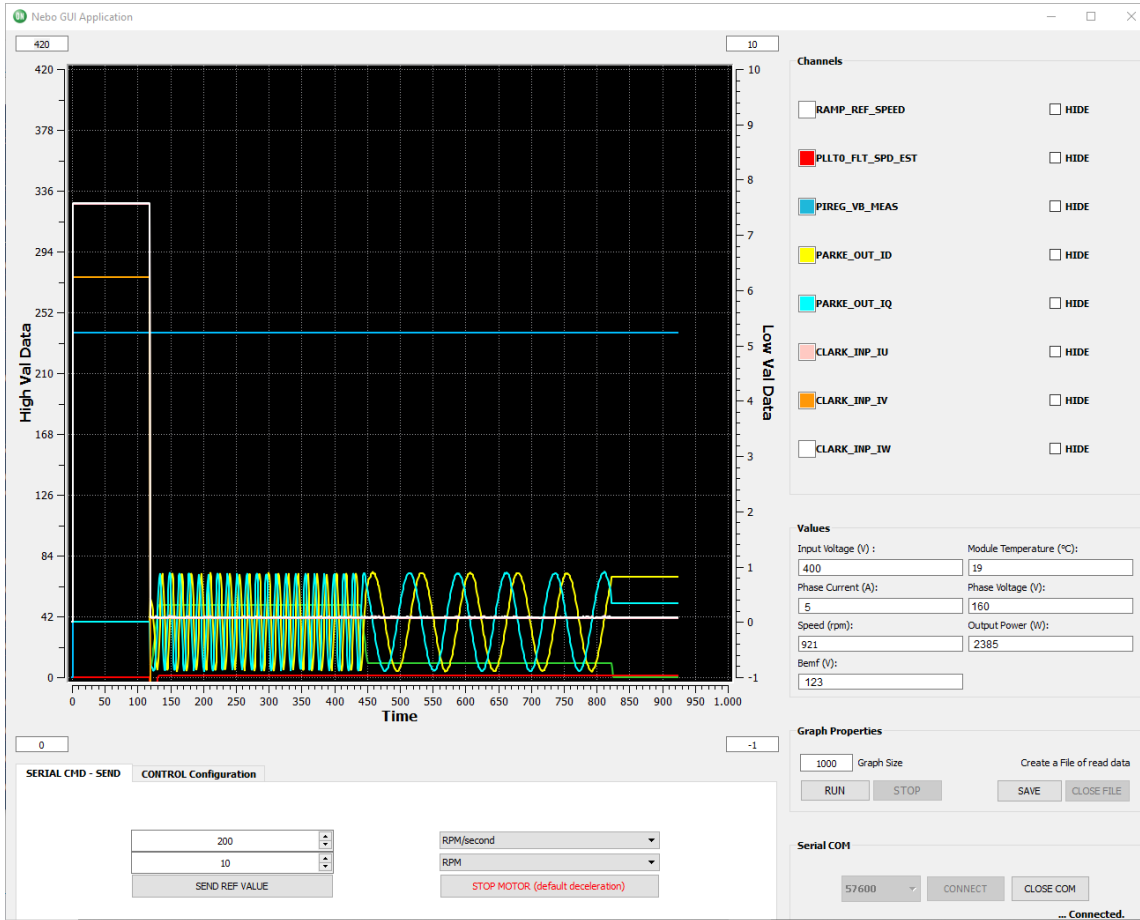 Nebo GUI Application
420
10
420
378
336
294
252
210
168
126
84
42
0
High Val Data
10
9
8
7
6
5
4
3
2
1
0
-1
Low Val Data
0 50 100 150 200 250 300 350 400 450 500 550 600 650 700 750 800 850 900 950 1.000
Time
0
-1
SERIAL CMD - SEND
CONTROL Configuration
200
RPM/second
10
RPM
SEND REF VALUE
STOP MOTOR (default deceleration)
Channels
RAMP_REF_SPEED HIDE
PLLT0_FLT_SPD_EST HIDE
PIREG_VB_MEAS HIDE
PARKE_OUT_ID HIDE
PARKE_OUT_IQ HIDE
CLARK_INP_IU HIDE
CLARK_INP_IV HIDE
CLARK_INP_IW HIDE
Values
Input Voltage (V) : Module Temperature (°C):
400 19
Phase Current (A): Phase Voltage (V):
5 160
Speed (rpm): Output Power (W):
921 2385
Bemf (V):
123
Graph Properties
1000 Graph Size Create a File of read data
RUN STOP SAVE CLOSE FILE
Serial COM
57600 CONNECT CLOSE COM
... Connected.